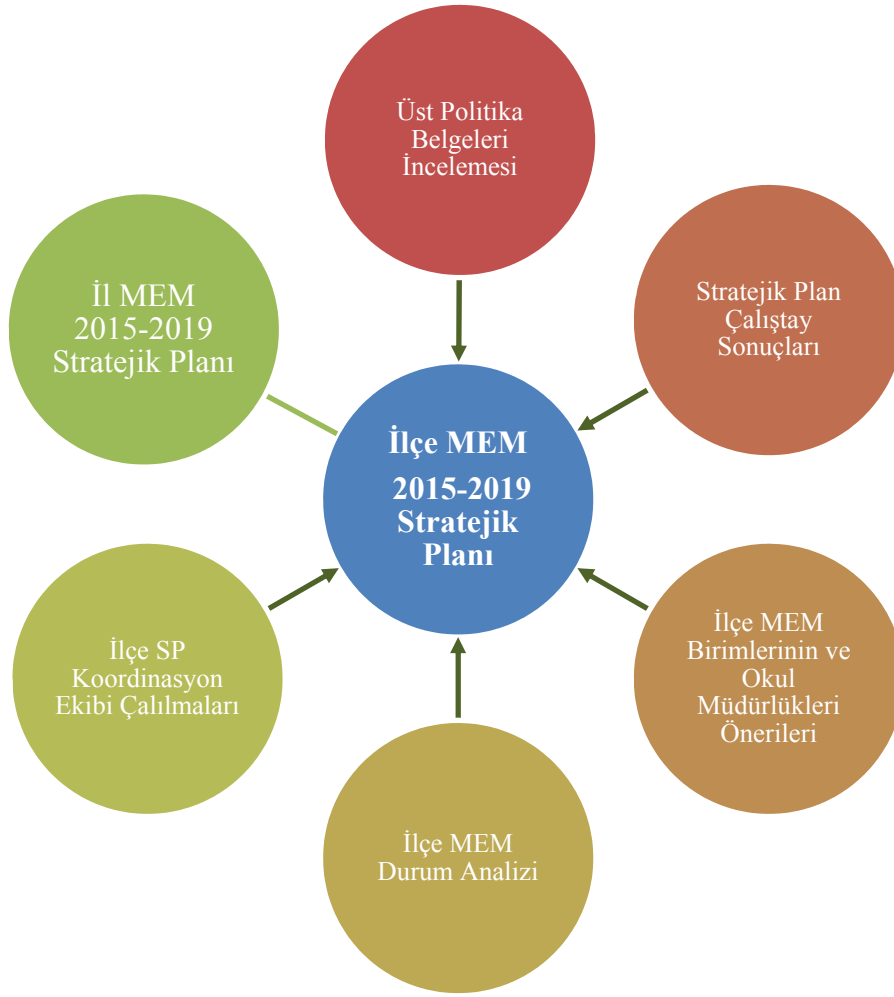 Üst Politika
Belgeleri
İncelemesi
Stratejik Plan
Çalıştay
Sonuçları
İlçe MEM
Birimlerinin ve
Okul
Müdürlükleri
Önerileri
İlçe MEM
Durum Analizi
İlçe SP
Koordinasyon
Ekibi Çalılmaları
İl MEM
2015-2019
Stratejik Planı
İlçe MEM
2015-2019
Stratejik
Planı